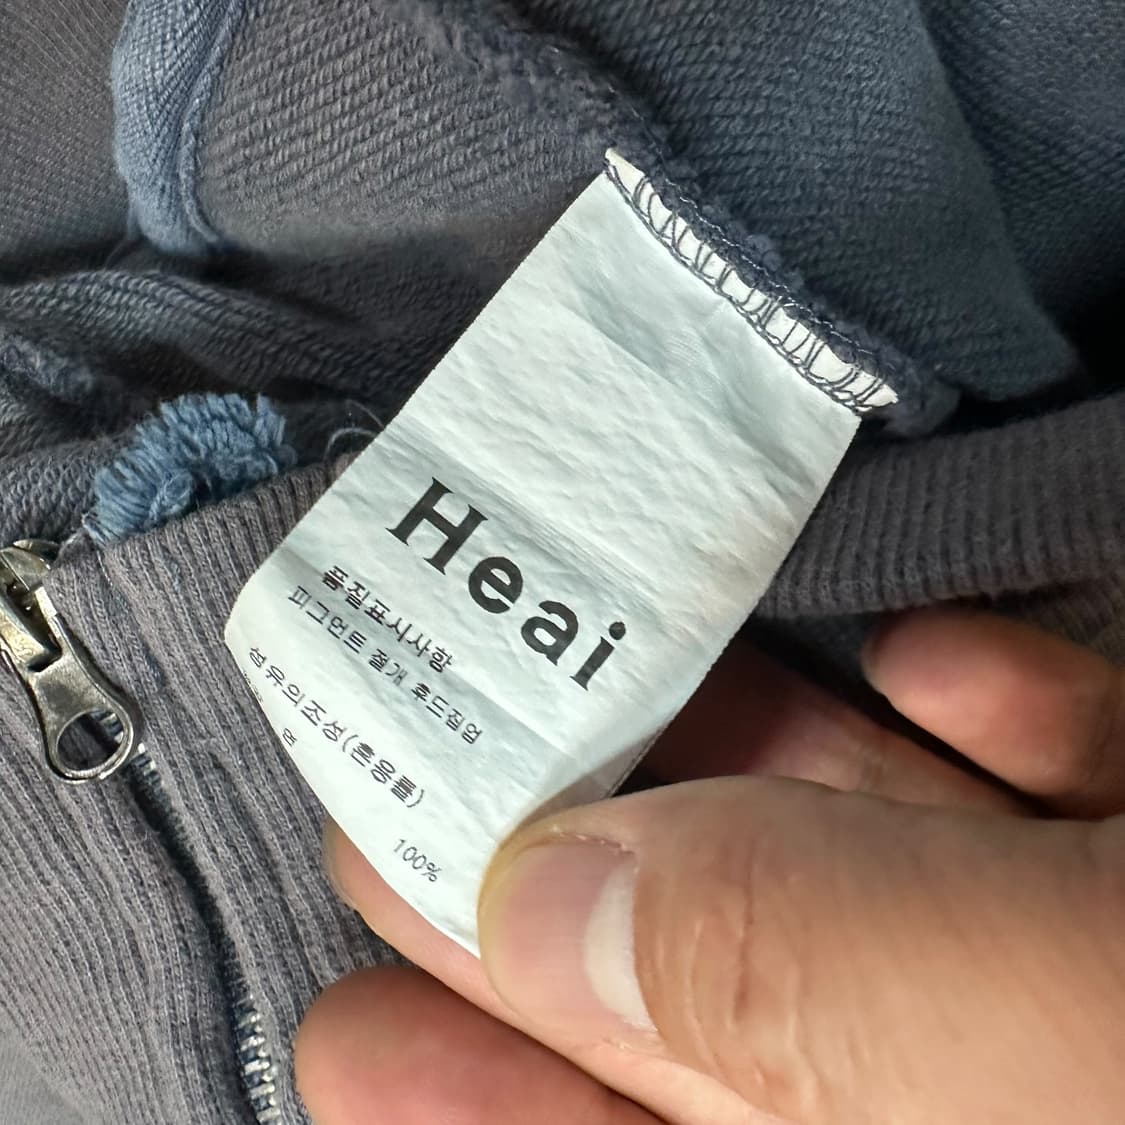 Heai
품질표시사항
피그먼트 절개 후드집업
섬유의조성(혼용률)
면
100%